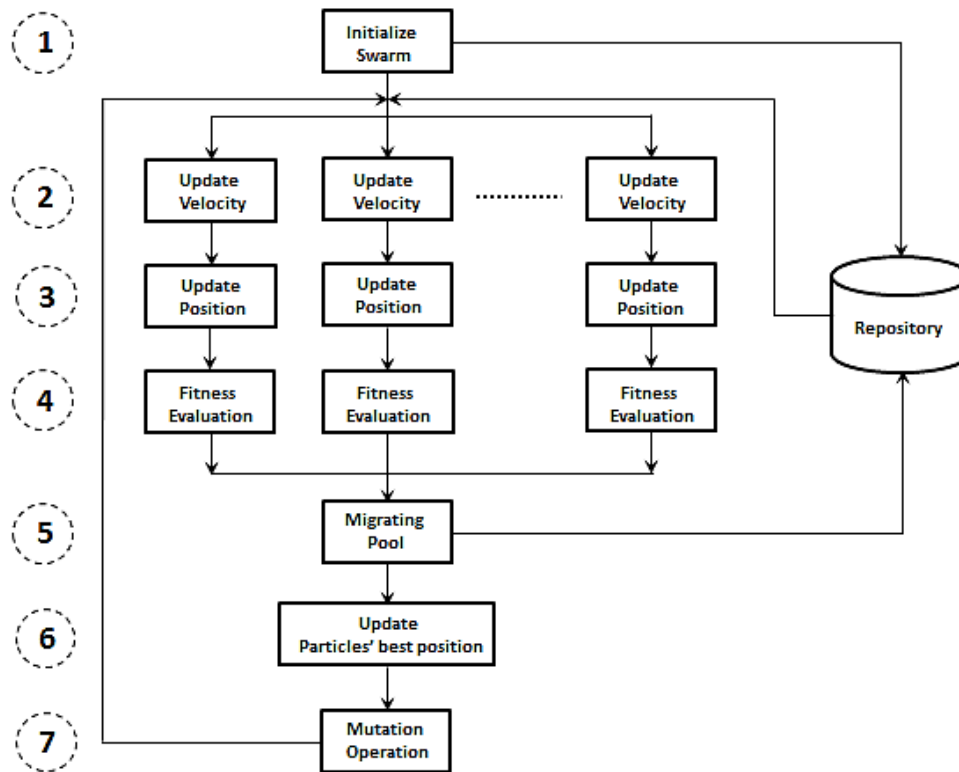 1
Initialize
Swarm
2
Update
Velocity
Update
Velocity
Update
Velocity
3
Update
Position
Update
Position
Update
Position
Repository
4
Fitness
Evaluation
Fitness
Evaluation
Fitness
Evaluation
5
Migrating
Pool
6
Update
Particles' best position
7
Mutation
Operation